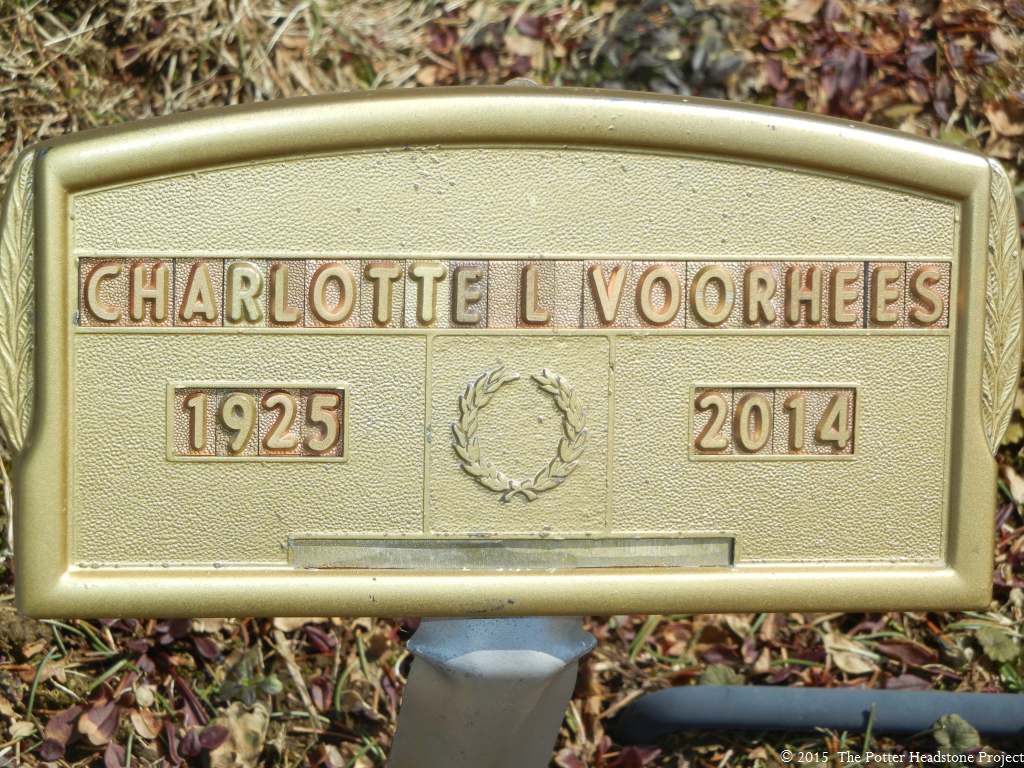 CHARLOTTE L VOORHEES
1925 2014
© 2015 The Potter Headstone Project